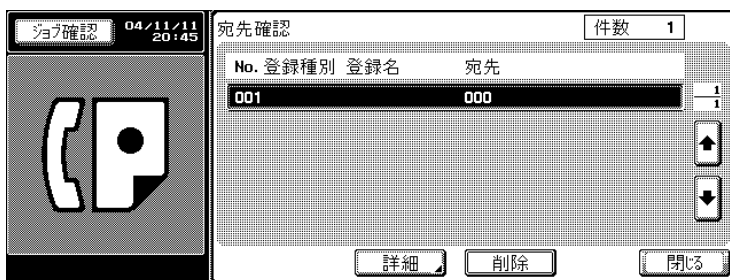 ジョブ確認 04/11/11 20:45
宛先確認 件数 1
No. 登録種別 登録名 宛先
001 000
1/1
詳細 削除 閉じる